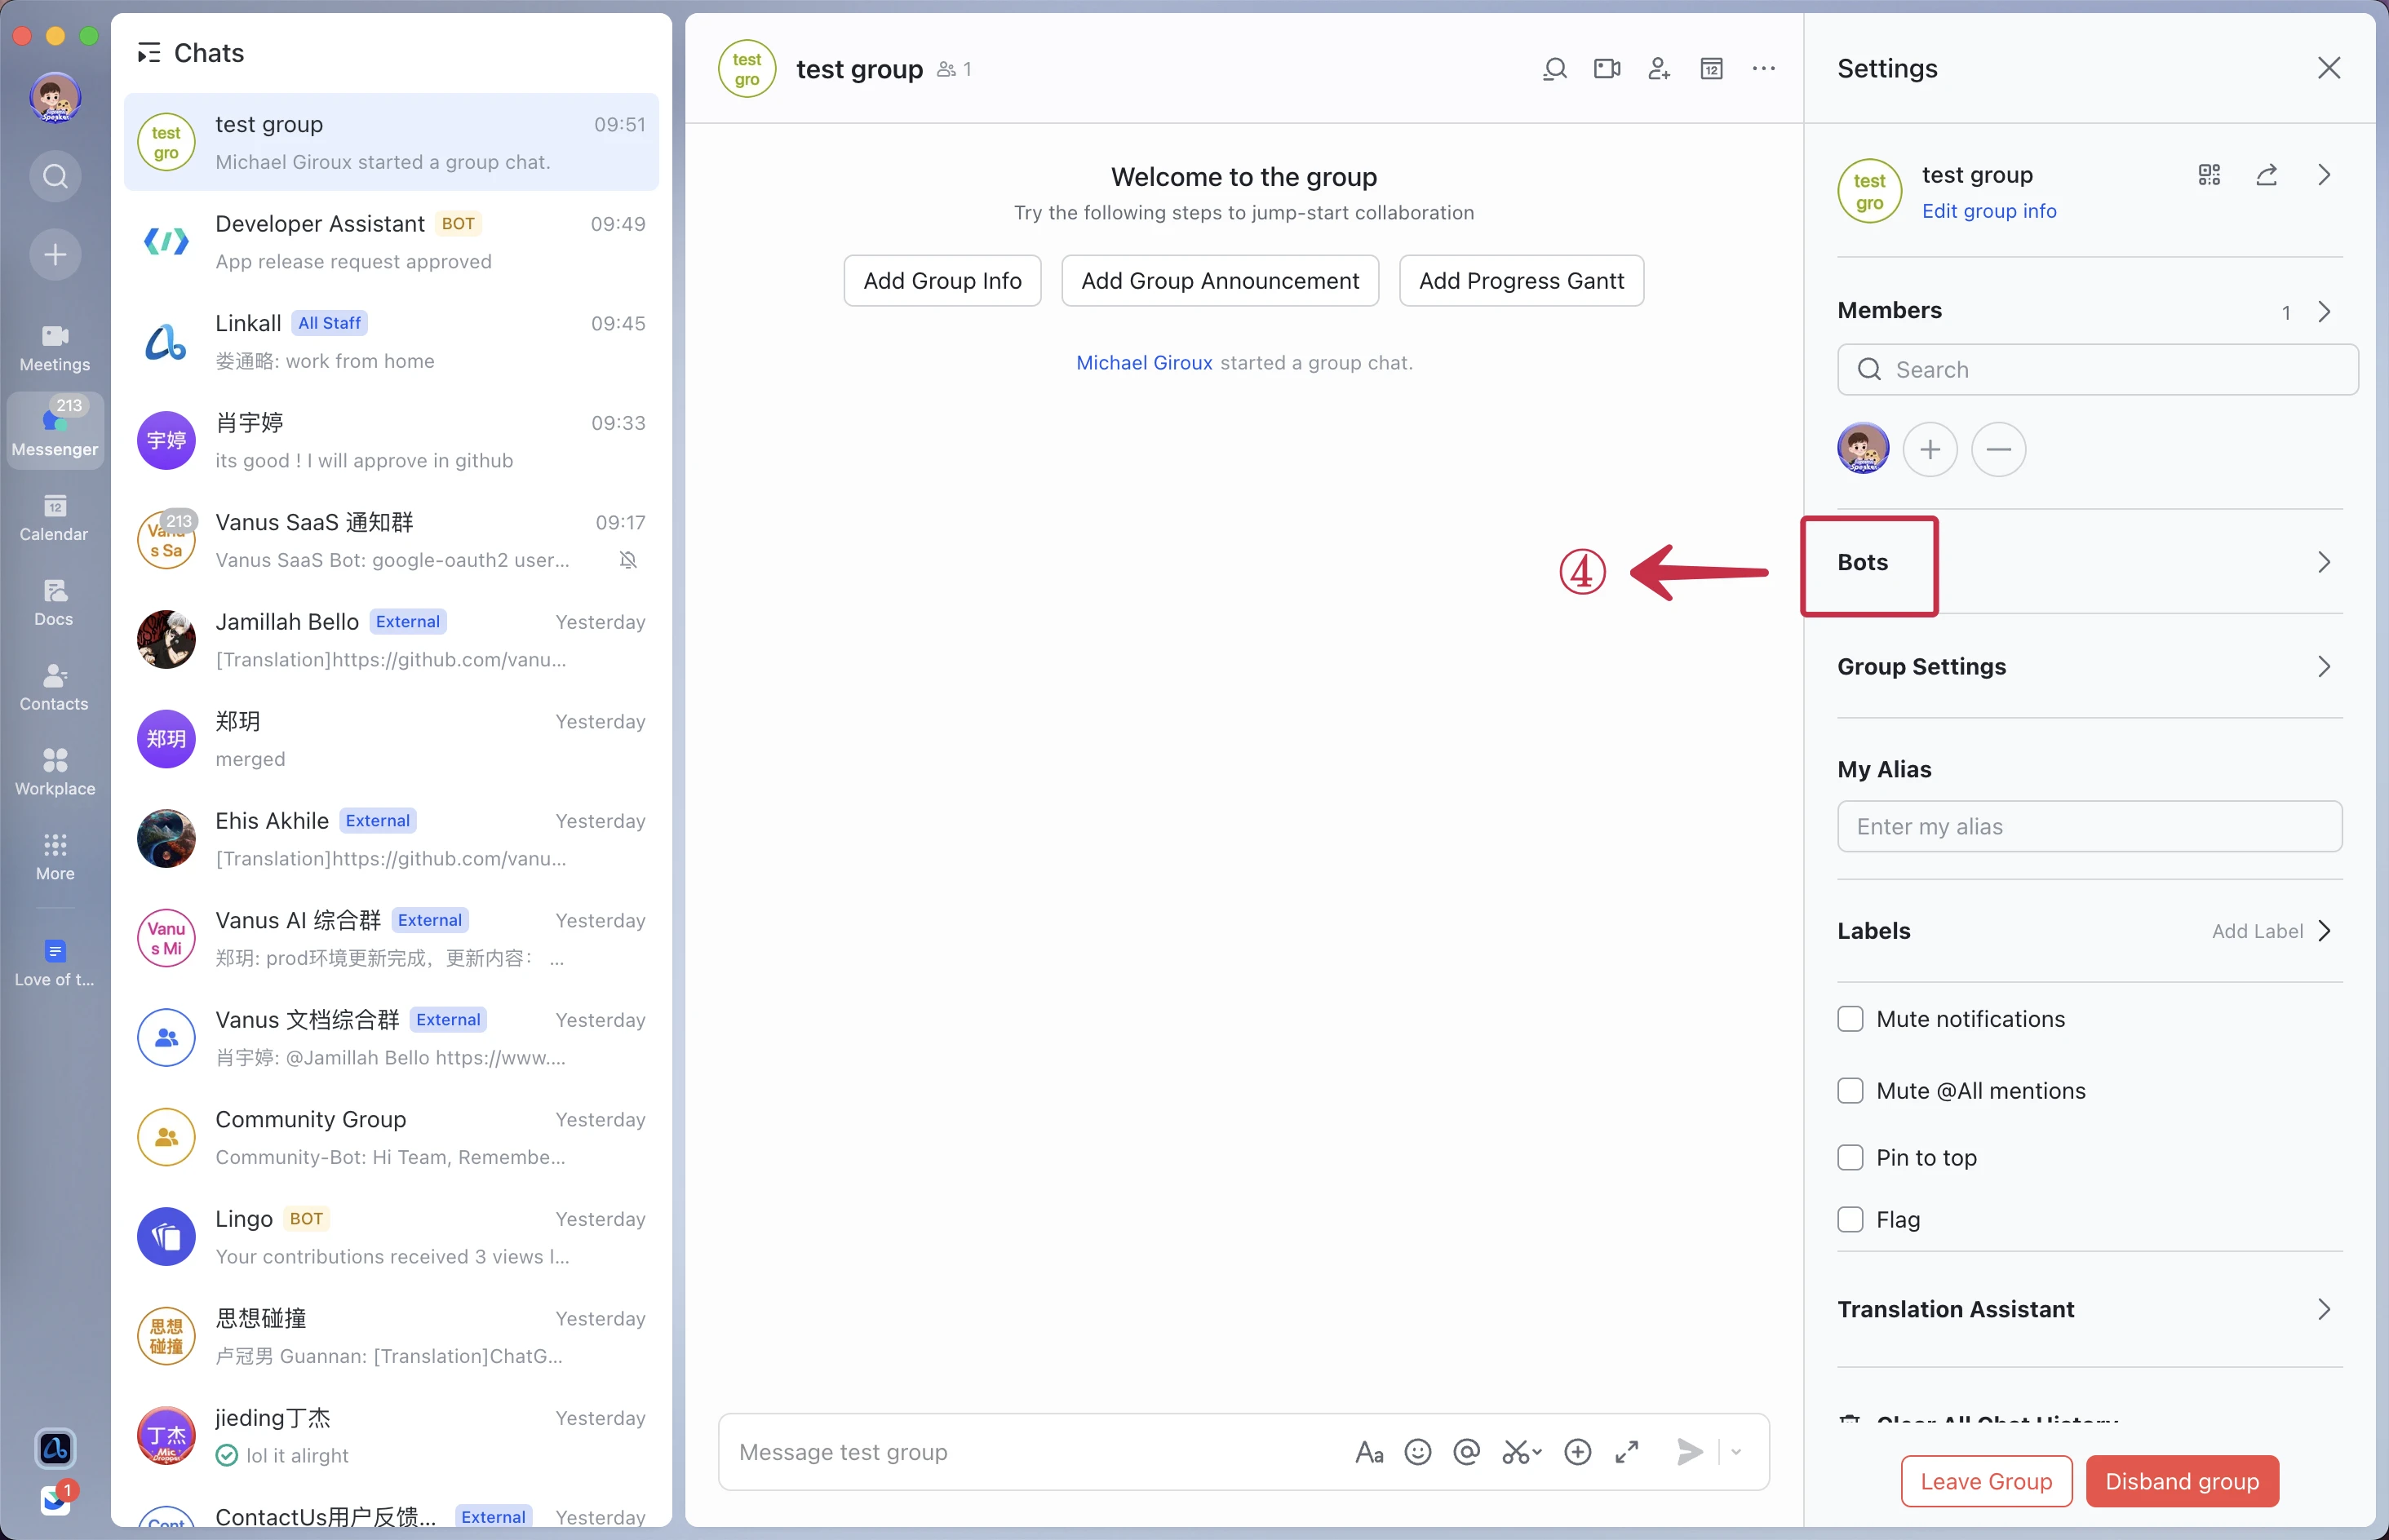 Chats
test
gro
test group
09:51
Michael Giroux started a group chat.
Developer Assistant BOT
09:49
App release request approved
Linkall All Staff
09:45
娄通略: work from home
宇婷
肖宇婷
09:33
its good ! I will approve in github
213
s Sa
Vanus SaaS 通知群
09:17
Vanus SaaS Bot: google-oauth2 user...
Jamillah Bello External
Yesterday
[Translation]https://github.com/vanu...
郑玥
郑玥
Yesterday
merged
Ehis Akhile External
Yesterday
[Translation]https://github.com/vanu...
Vanu
s Mi
Vanus AI 综合群 External
Yesterday
郑玥: prod环境更新完成，更新内容： ...
Vanus 文档综合群 External
Yesterday
肖宇婷: @Jamillah Bello https://www....
Community Group
Yesterday
Community-Bot: Hi Team, Remembe...
Lingo BOT
Yesterday
Your contributions received 3 views l...
思想
碰撞
思想碰撞
Yesterday
卢冠男 Guannan: [Translation]ChatG...
丁杰
jieding丁杰
Yesterday
lol it alirght
Cont
ContactUs用户反馈... External
Yesterday
Speaker
Meetings
213
Messenger
12
Calendar
Docs
Contacts
Workplace
More
Love of t...
1
test
gro
test group 1
12
Welcome to the group
Try the following steps to jump-start collaboration
Add Group Info
Add Group Announcement
Add Progress Gantt
Michael Giroux started a group chat.
④
Message test group
Aa
Settings
test
gro
test group
Edit group info
Members
1
Search
Speaker
Bots
Group Settings
My Alias
Enter my alias
Labels
Add Label
Mute notifications
Mute @All mentions
Pin to top
Flag
Translation Assistant
Clear All Chat History
Leave Group
Disband group